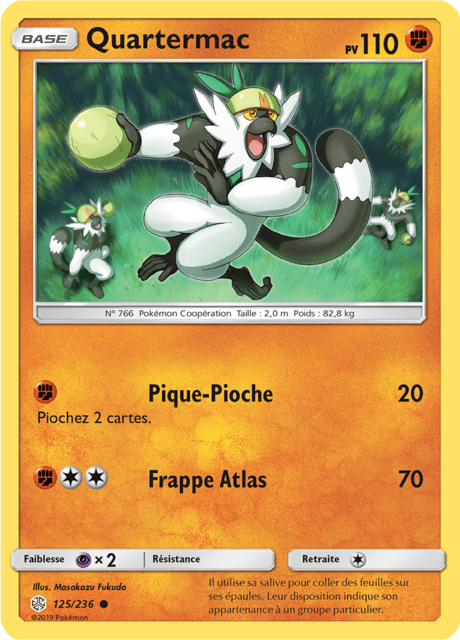 BASE Quartermac PV110
N° 766 Pokémon Coopération Taille : 2,0 m Poids : 82,8 kg
Pique-Pioche 20
Piochez 2 cartes.
Frappe Atlas 70
Faiblesse ×2 Résistance Retraite
Illus. Masakazu Fukuda
125/236
©2019 Pokémon
Il utilise sa salive pour coller des feuilles sur
ses épaules. Leur disposition indique son
appartenance à un groupe particulier.